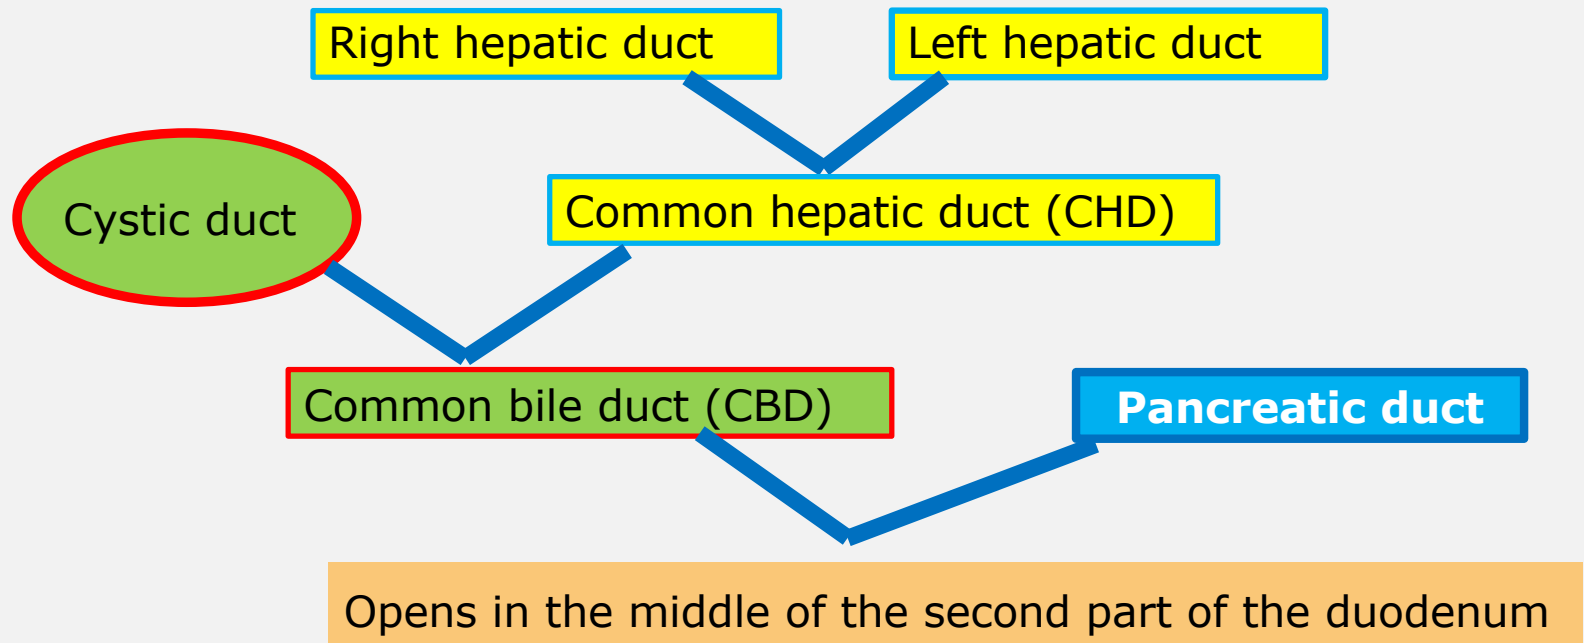 Right hepatic duct
Left hepatic duct
Cystic duct
Common hepatic duct (CHD)
Common bile duct (CBD)
Pancreatic duct
Opens in the middle of the second part of the duodenum